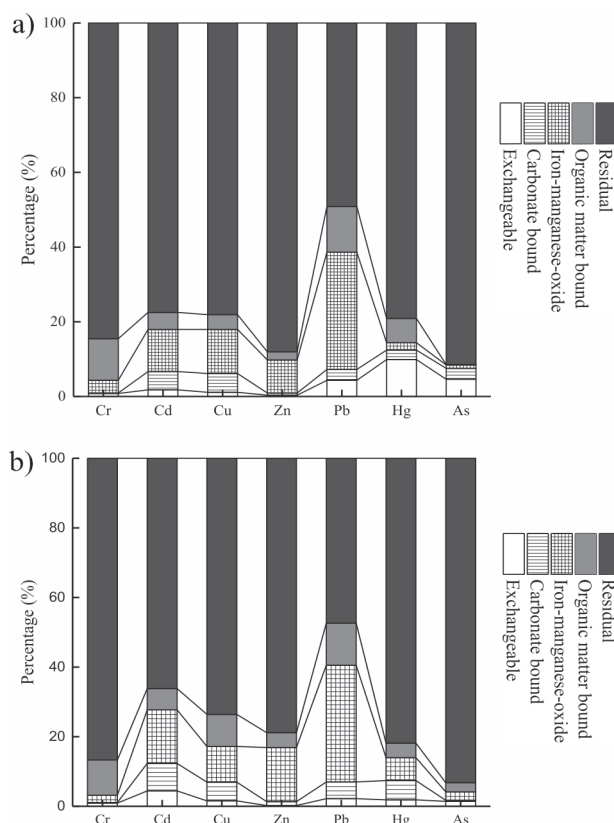 a)
100
80
60
40
20
0
Percentage (%)
Cr Cd Cu Zn Pb Hg As
Residual
Organic matter bound
Iron-manganese-oxide
Carbonate bound
Exchangeable
b)
100
80
60
40
20
0
Percentage (%)
Cr Cd Cu Zn Pb Hg As
Residual
Organic matter bound
Iron-manganese-oxide
Carbonate bound
Exchangeable